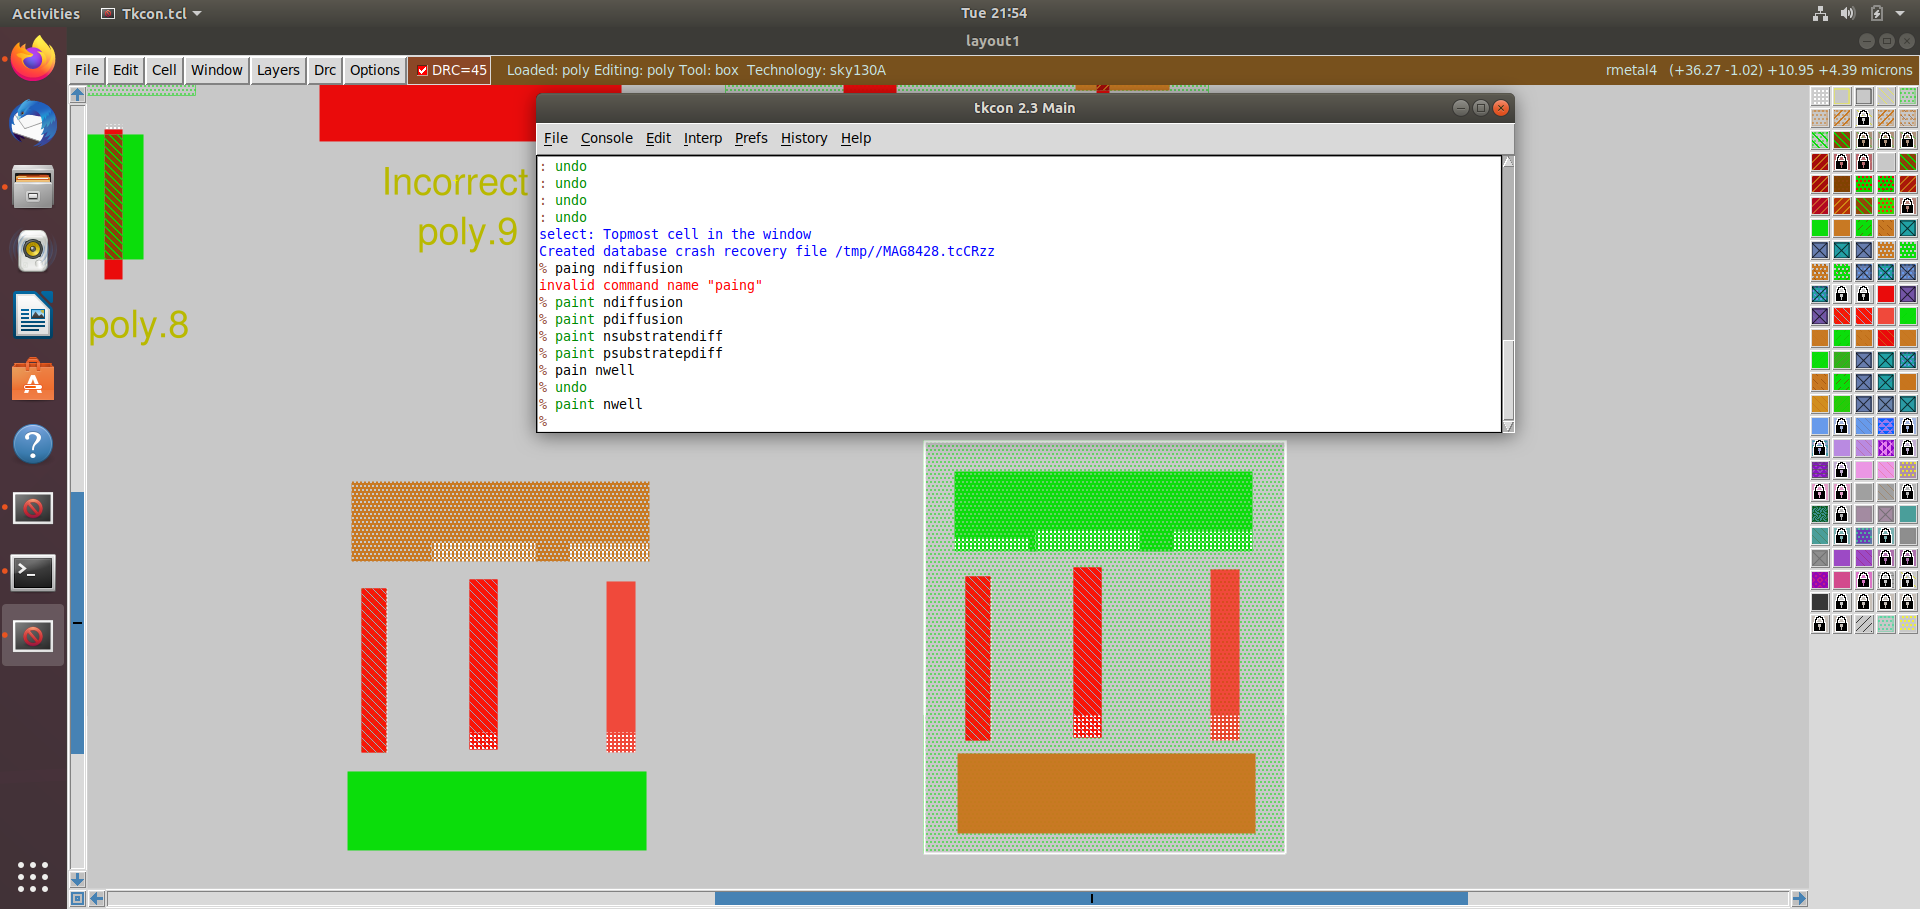 Activities Tkcon.tcl Tue 21:54
layout1
File Edit Cell Window Layers Drc Options DRC=45 Loaded: poly Editing: poly Tool: box Technology: sky130A rmetal4 (+36.27 -1.02) +10.95 +4.39 microns
tkcon 2.3 Main
File Console Edit Interp Prefs History Help
: undo
: undo
: undo
: undo
select: Topmost cell in the window
Created database crash recovery file /tmp//MAG8428.tcCRzz
% paing ndiffusion
invalid command name "paing"
% paint ndiffusion
% paint pdiffusion
% paint nsubstratendiff
% paint psubstratepdiff
% pain nwell
% undo
% paint nwell
%
Incorrect
poly.9
poly.8